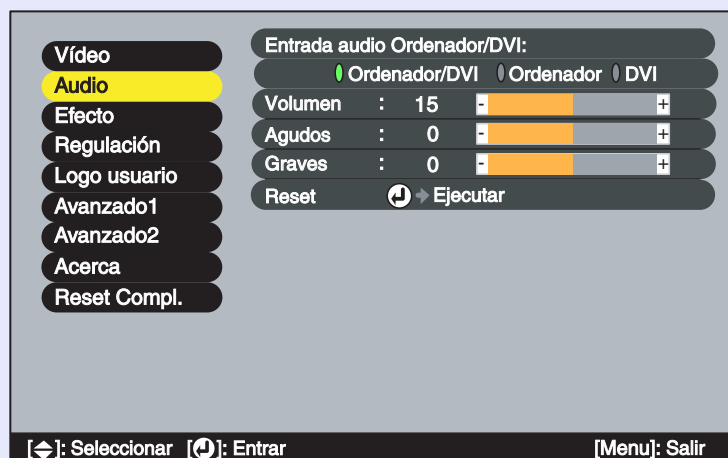 Vídeo
Audio
Efecto
Regulación
Logo usuario
Avanzado1
Avanzado2
Acerca
Reset Compl.
Entrada audio Ordenador/DVI:
Ordenador/DVI Ordenador DVI
Volumen : 15 - +
Agudos : 0 - +
Graves : 0 - +
Reset Ejecutar
[ ]: Seleccionar [ ]: Entrar [Menu]: Salir